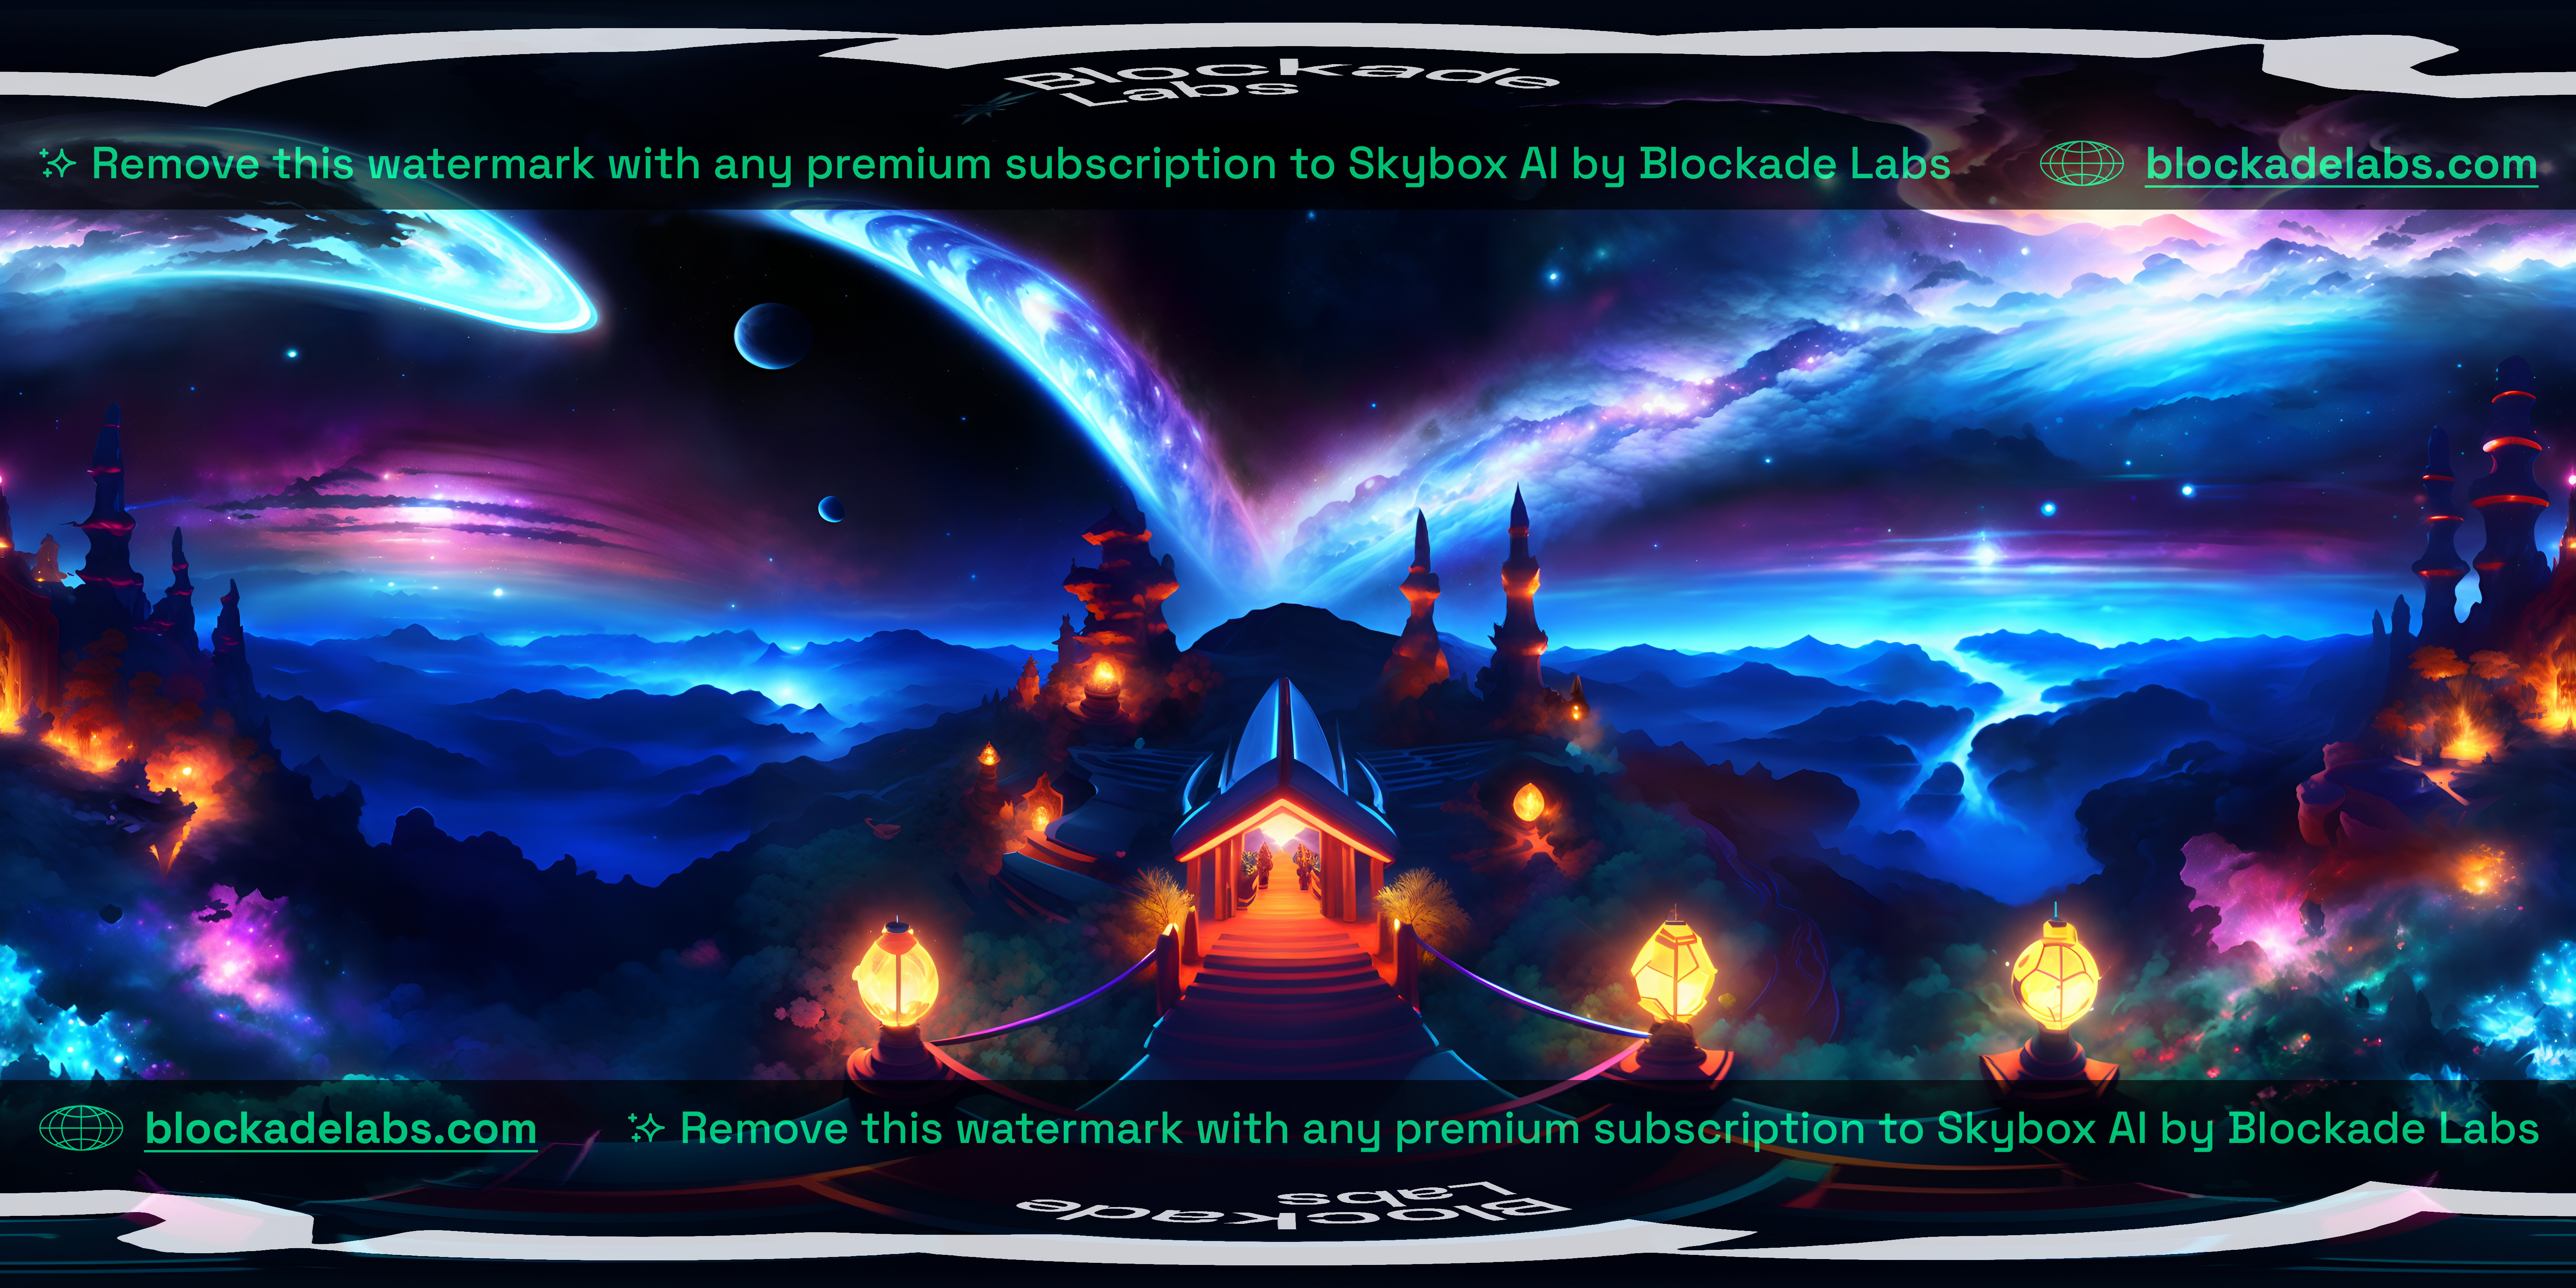 Blockade
Labs
Remove this watermark with any premium subscription to Skybox AI by Blockade Labs
blockadelabs.com
blockadelabs.com
Remove this watermark with any premium subscription to Skybox AI by Blockade Labs
Labs
Blockade